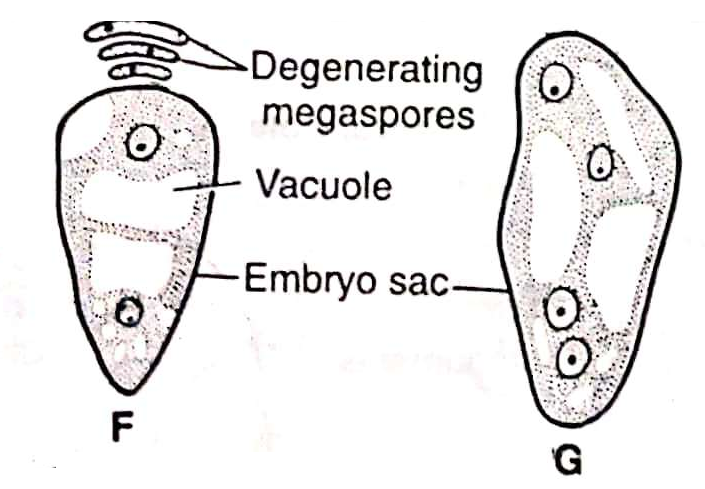 Degenerating
megaspores
Vacuole
Embryo sac
F
G